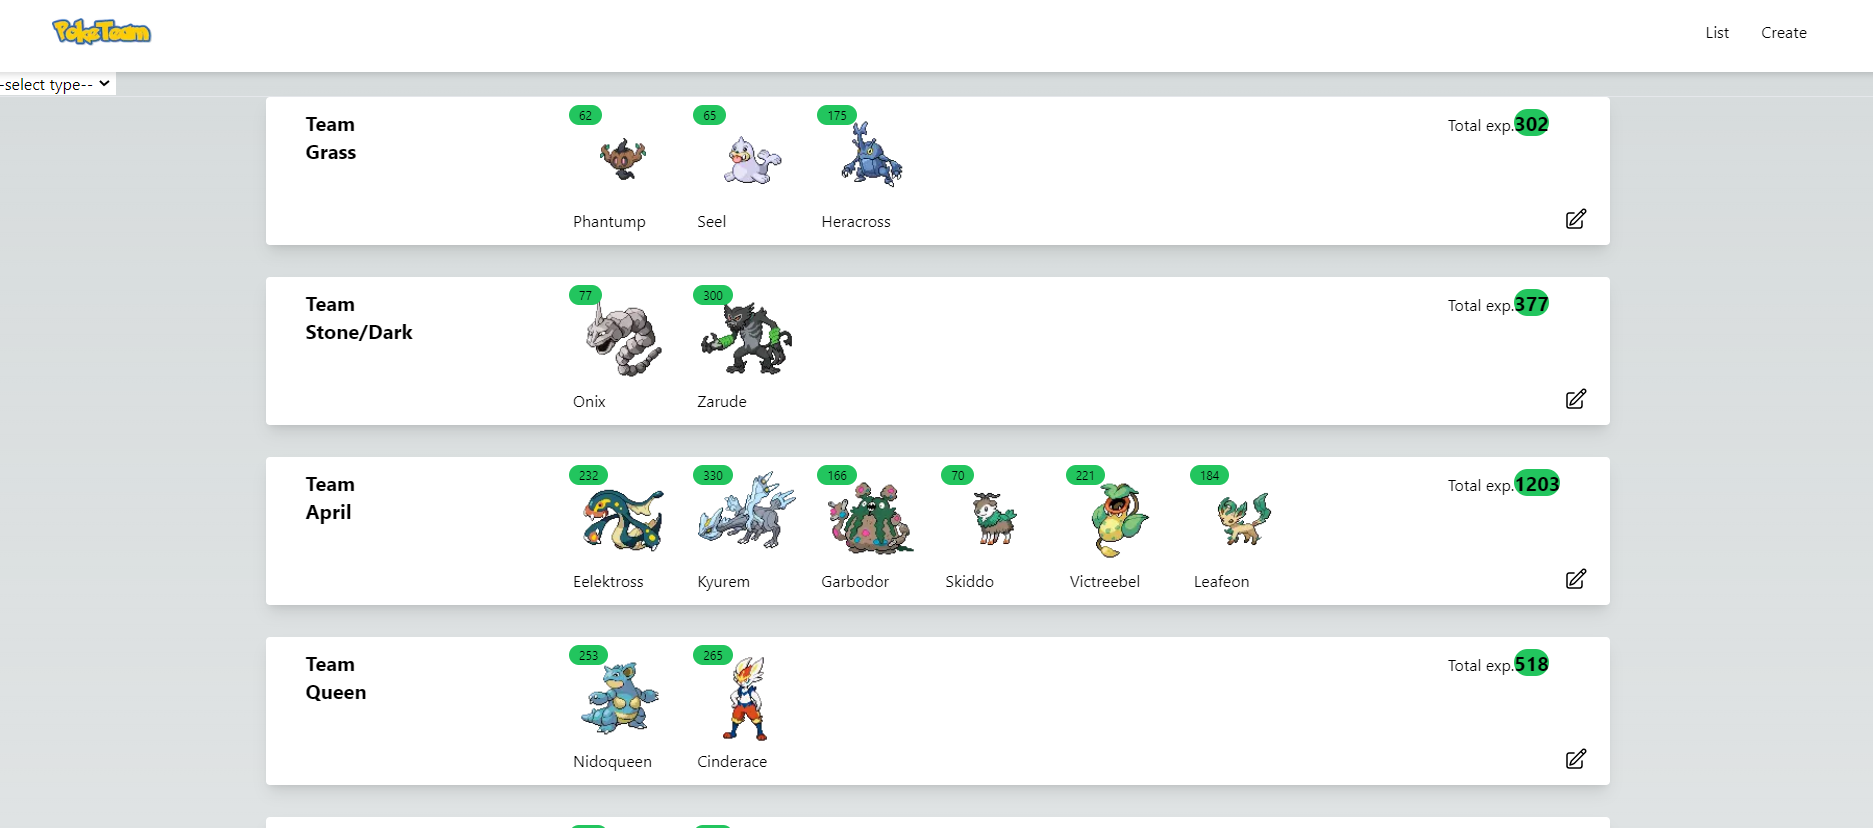 PokeTeam
List Create
-select type--
Team
Grass
62 65 175
Phantump Seel Heracross
Total exp.302
Team
Stone/Dark
77 300
Onix Zarude
Total exp.377
Team
April
232 330 166 70 221 184
Eelektross Kyurem Garbodor Skiddo Victreebel Leafeon
Total exp.1203
Team
Queen
253 265
Nidoqueen Cinderace
Total exp.518